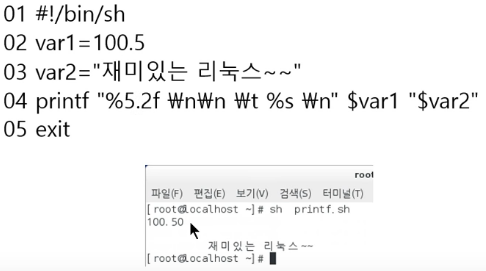 01 #!/bin/sh
02 var1=100.5
03 var2="재미있는 리눅스~~"
04 printf "%5.2f ₩n₩n ₩t %s ₩n" $var1 "$var2"
05 exit
root
파일(F) 편집(E) 보기(V) 검색(S) 터미널(T)
[root@localhost ~]# sh printf.sh
100.50
재미있는 리눅스~~
[root@localhost ~]#